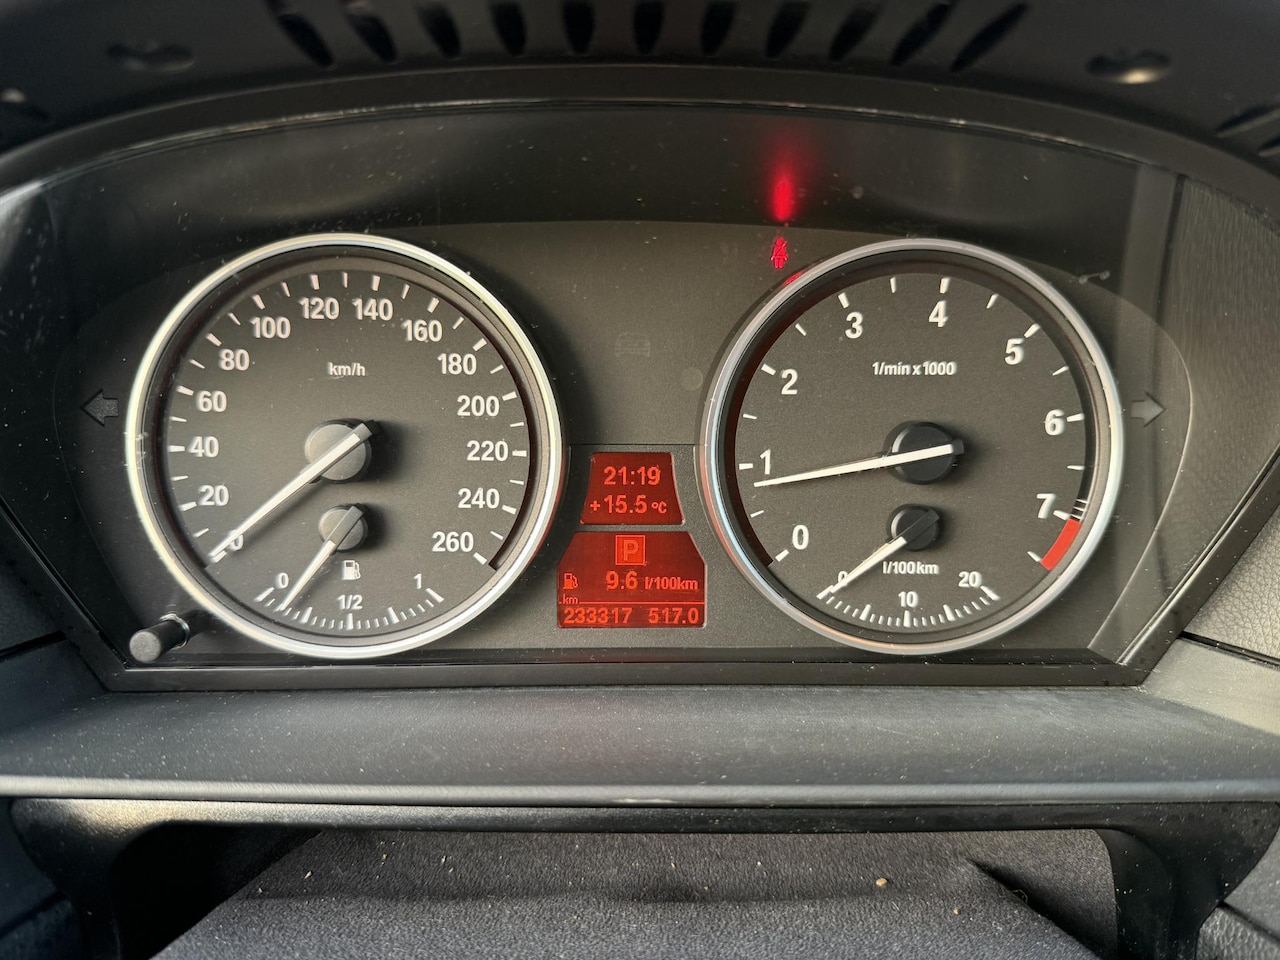 120 140
100 160
80 km/h 180
60 200
40 220
20 240
0 260
0 1/2 1
21:19
+15.5°C
P
9.6 l/100km
km
233317 517.0
3 4
2 1/min x 1000 5
6
1
7
0
0 l/100km 20
10